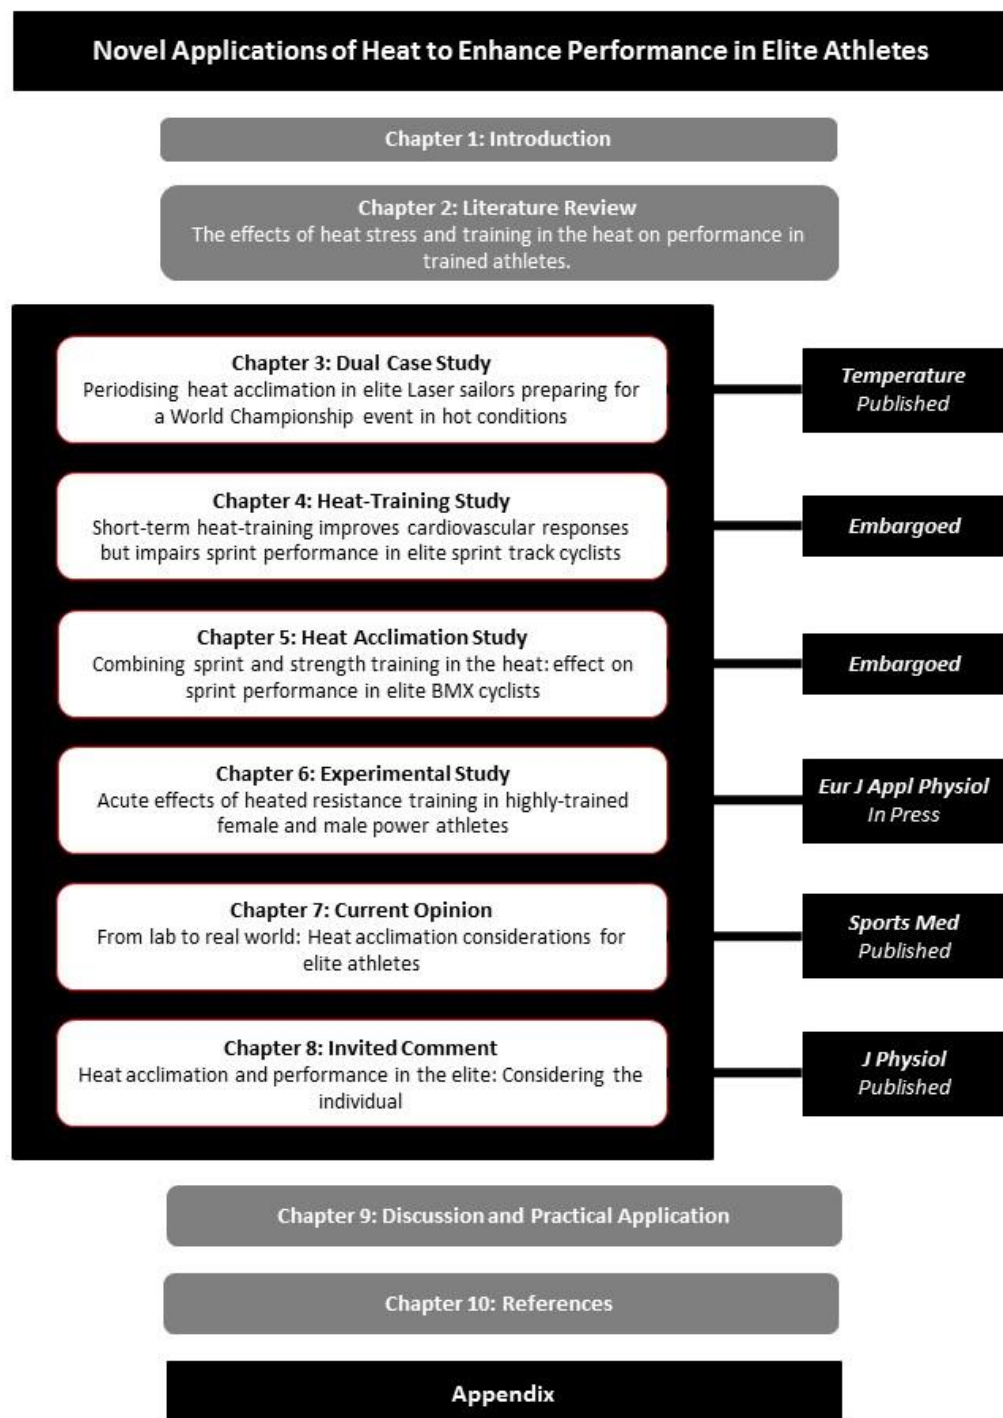 Novel Applications of Heat to Enhance Performance in Elite Athletes
Chapter 1: Introduction
Chapter 2: Literature Review
The effects of heat stress and training in the heat on performance in
trained athletes.
Chapter 3: Dual Case Study
Periodising heat acclimation in elite Laser sailors preparing for
a World Championship event in hot conditions
Temperature
Published
Chapter 4: Heat-Training Study
Short-term heat-training improves cardiovascular responses
but impairs sprint performance in elite sprint track cyclists
Embargoed
Chapter 5: Heat Acclimation Study
Combining sprint and strength training in the heat: effect on
sprint performance in elite BMX cyclists
Embargoed
Chapter 6: Experimental Study
Acute effects of heated resistance training in highly-trained
female and male power athletes
Eur J Appl Physiol
In Press
Chapter 7: Current Opinion
From lab to real world: Heat acclimation considerations for
elite athletes
Sports Med
Published
Chapter 8: Invited Comment
Heat acclimation and performance in the elite: Considering the
individual
J Physiol
Published
Chapter 9: Discussion and Practical Application
Chapter 10: References
Appendix